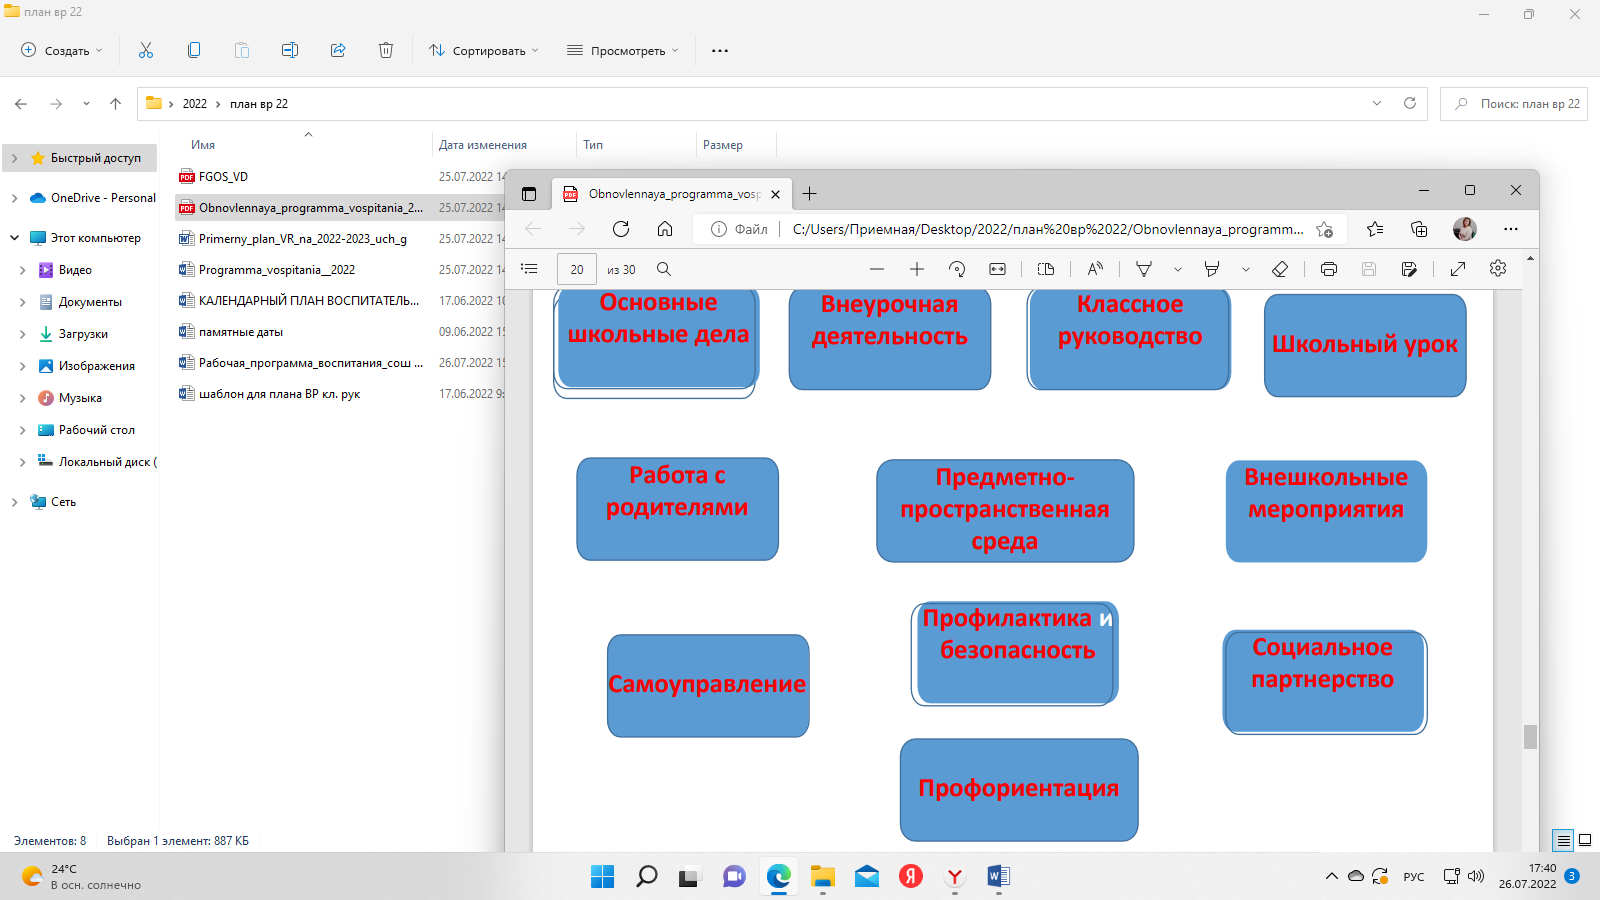 план вр 22
Создать
Сортировать
Просмотреть
2022 > план вр 22
Поиск: план вр 22
Имя
Дата изменения
Тип
Размер
Быстрый доступ
OneDrive - Personal
Этот компьютер
Видео
Документы
Загрузки
Изображения
Музыка
Рабочий стол
Локальный диск (
Сеть
FGOS_VD 25.07.2022 14
Obnovlennaya_programma_vospitania_2... 25.07.2022 14
Primerny_plan_VR_na_2022-2023_uch_g 25.07.2022 14
Programma_vospitania__2022 25.07.2022 14
КАЛЕНДАРНЫЙ ПЛАН ВОСПИТАТЕЛЬ... 17.06.2022 10
памятные даты 09.06.2022 15
Рабочая_программа_воспитания_сош ... 26.07.2022 15
шаблон для плана ВР кл. рук 17.06.2022 9:
Obnovlennaya_programma_vosp
Файл
C:/Users/Приемная/Desktop/2022/план%20вр%2022/Obnovlennaya_programm...
20 из 30
Основные
школьные дела
Внеурочная
деятельность
Классное
руководство
Школьный урок
Работа с
родителями
Предметно-
пространственная
среда
Внешкольные
мероприятия
Самоуправление
Профилактика и
безопасность
Социальное
партнерство
Профориентация
Элементов: 8
Выбран 1 элемент: 887 КБ
24°C
В осн. солнечно
РУС
17:40
26.07.2022
3